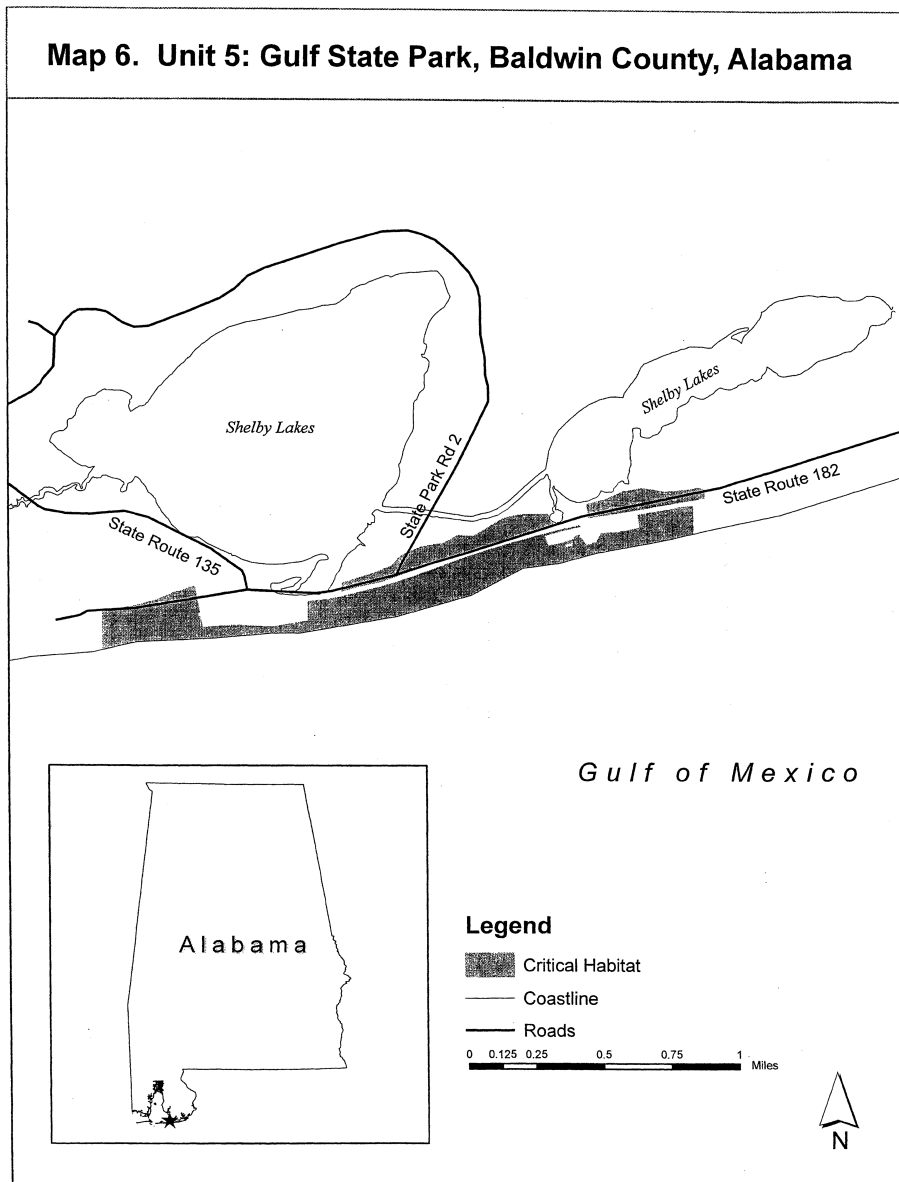 Map 6. Unit 5: Gulf State Park, Baldwin County, Alabama
Shelby Lakes
Shelby Lakes
State Park Rd 2
State Route 182
State Route 135
Gulf of Mexico
Alabama
Legend
Critical Habitat
Coastline
Roads
0 0.125 0.25 0.5 0.75 1
Miles
N